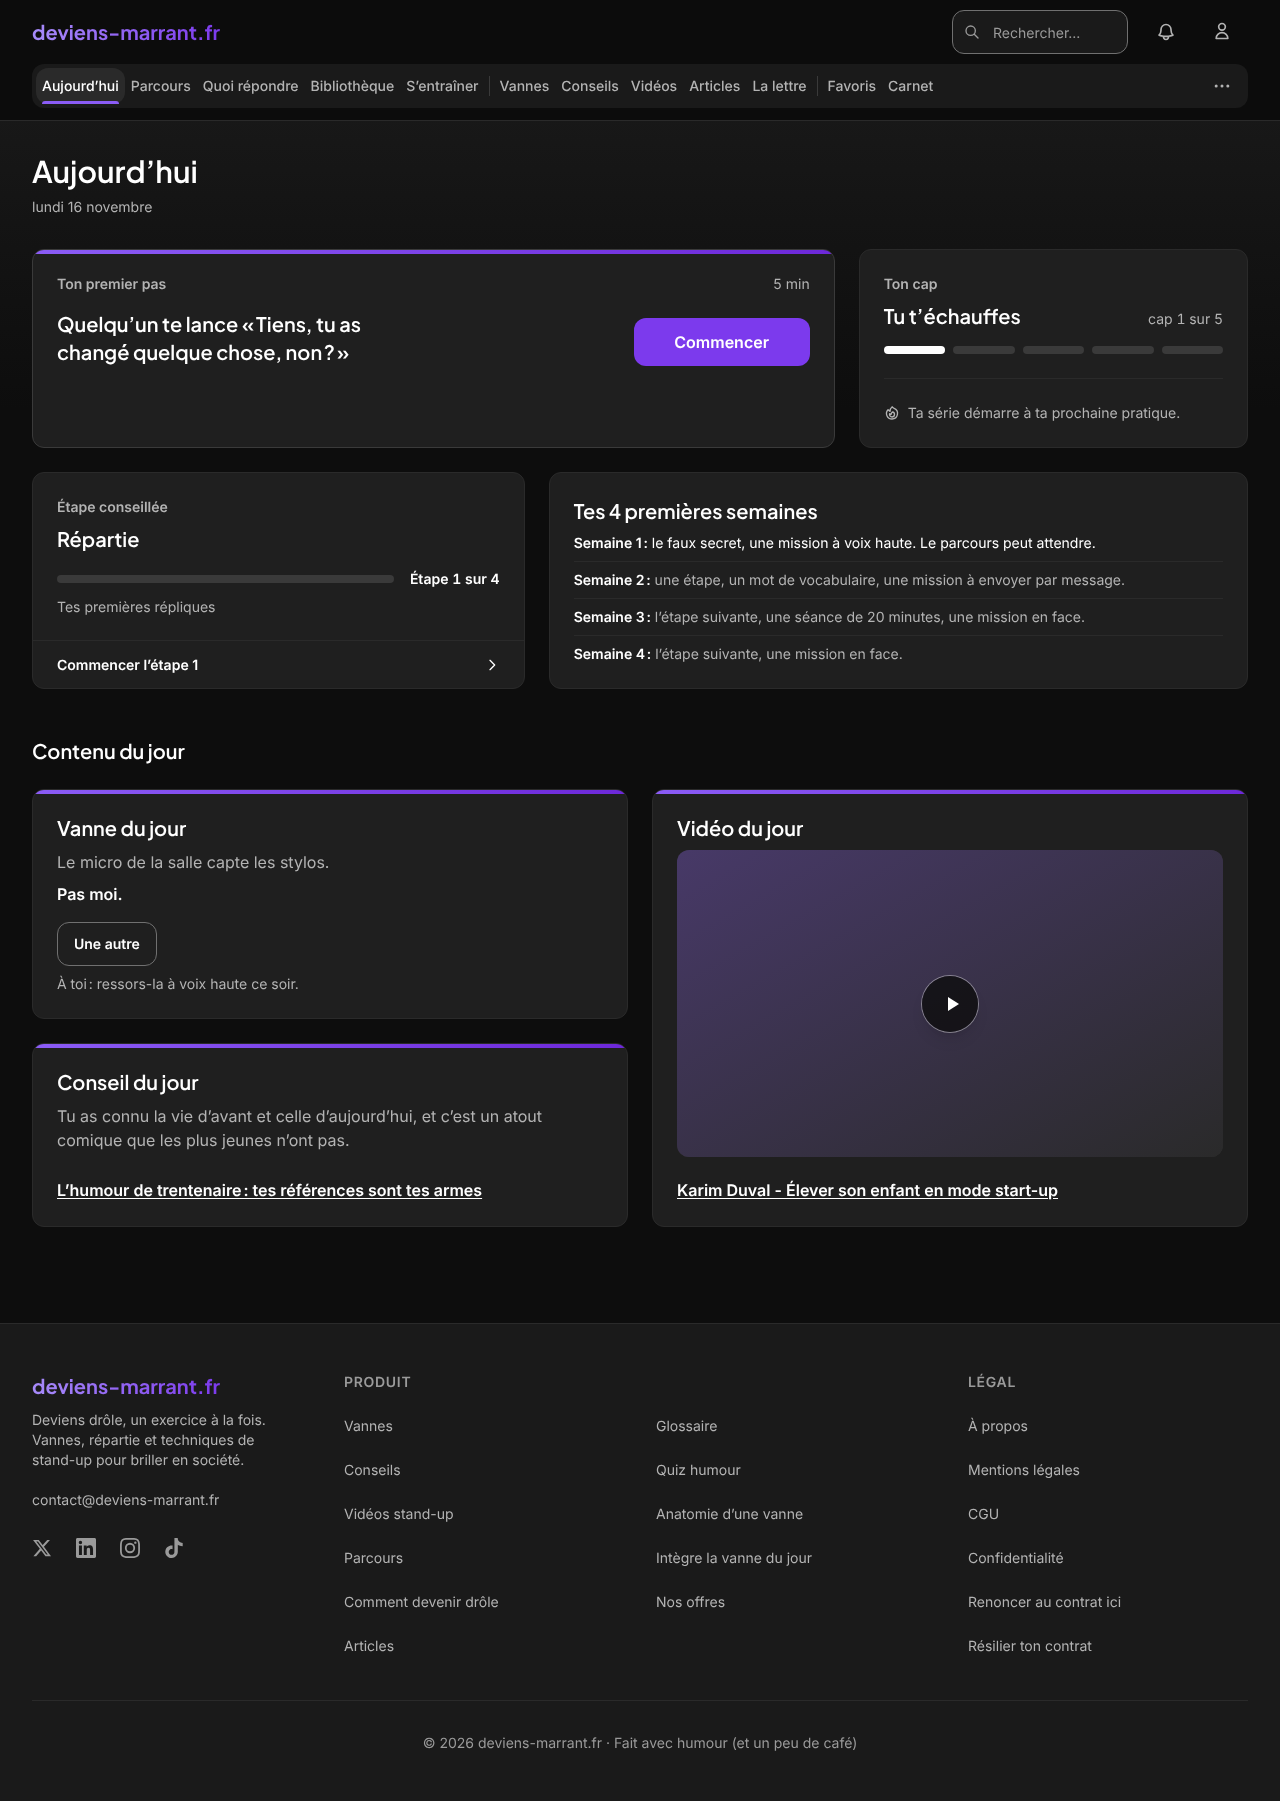 deviens-marrant.fr
Rechercher...
Aujourd’hui Parcours Quoi répondre Bibliothèque S’entraîner Vannes Conseils Vidéos Articles La lettre Favoris Carnet
Aujourd’hui
lundi 16 novembre
Ton premier pas
5 min
Quelqu’un te lance « Tiens, tu as
changé quelque chose, non ? »
Commencer
Ton cap
Tu t’échauffes
cap 1 sur 5
Ta série démarre à ta prochaine pratique.
Étape conseillée
Répartie
Étape 1 sur 4
Tes premières répliques
Commencer l’étape 1
Tes 4 premières semaines
Semaine 1 : le faux secret, une mission à voix haute. Le parcours peut attendre.
Semaine 2 : une étape, un mot de vocabulaire, une mission à envoyer par message.
Semaine 3 : l’étape suivante, une séance de 20 minutes, une mission en face.
Semaine 4 : l’étape suivante, une mission en face.
Contenu du jour
Vanne du jour
Le micro de la salle capte les stylos.
Pas moi.
Une autre
À toi : ressors-la à voix haute ce soir.
Conseil du jour
Tu as connu la vie d’avant et celle d’aujourd’hui, et c’est un atout
comique que les plus jeunes n’ont pas.
L’humour de trentenaire : tes références sont tes armes
Vidéo du jour
Karim Duval - Élever son enfant en mode start-up
deviens-marrant.fr
Deviens drôle, un exercice à la fois.
Vannes, répartie et techniques de
stand-up pour briller en société.
contact@deviens-marrant.fr
PRODUIT
Vannes
Conseils
Vidéos stand-up
Parcours
Comment devenir drôle
Articles
Glossaire
Quiz humour
Anatomie d’une vanne
Intègre la vanne du jour
Nos offres
LÉGAL
À propos
Mentions légales
CGU
Confidentialité
Renoncer au contrat ici
Résilier ton contrat
© 2026 deviens-marrant.fr · Fait avec humour (et un peu de café)